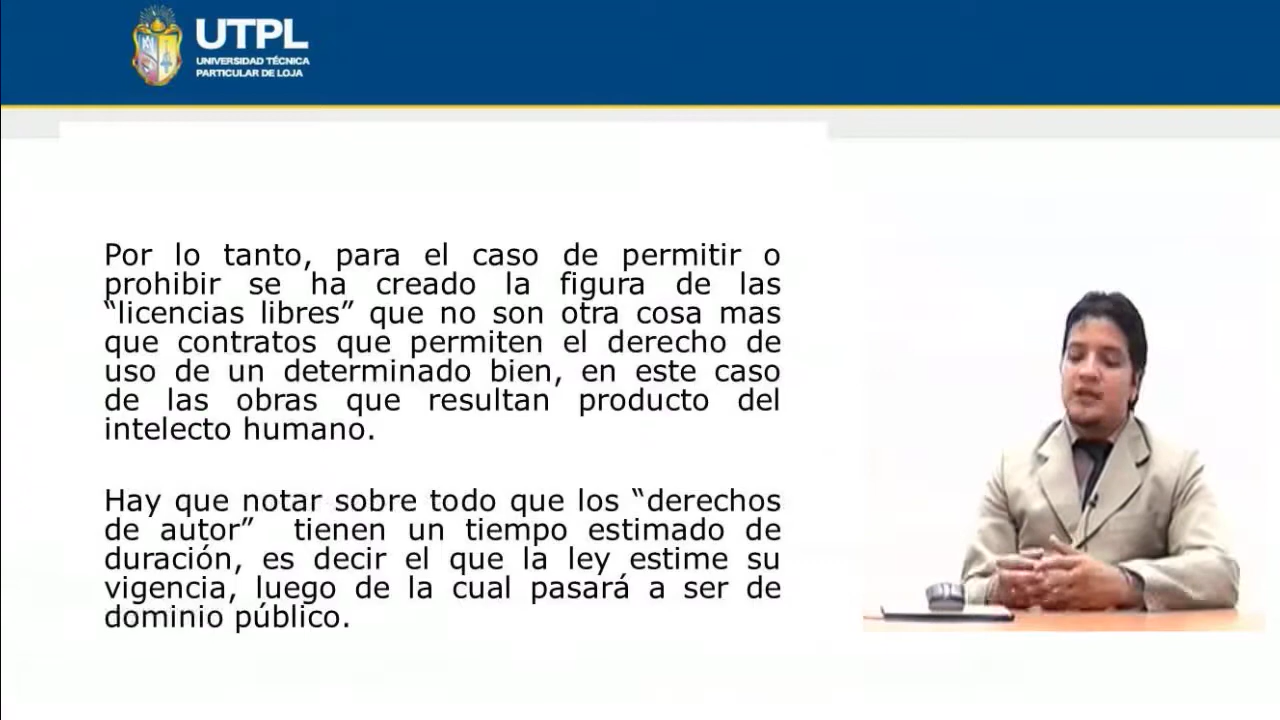 UTPL
UNIVERSIDAD TÉCNICA
PARTICULAR DE LOJA
Por lo tanto, para el caso de permitir o
prohibir se ha creado la figura de las
“licencias libres” que no son otra cosa mas
que contratos que permiten el derecho de
uso de un determinado bien, en este caso
de las obras que resultan producto del
intelecto humano.
Hay que notar sobre todo que los “derechos
de autor” tienen un tiempo estimado de
duración, es decir el que la ley estime su
vigencia, luego de la cual pasará a ser de
dominio público.